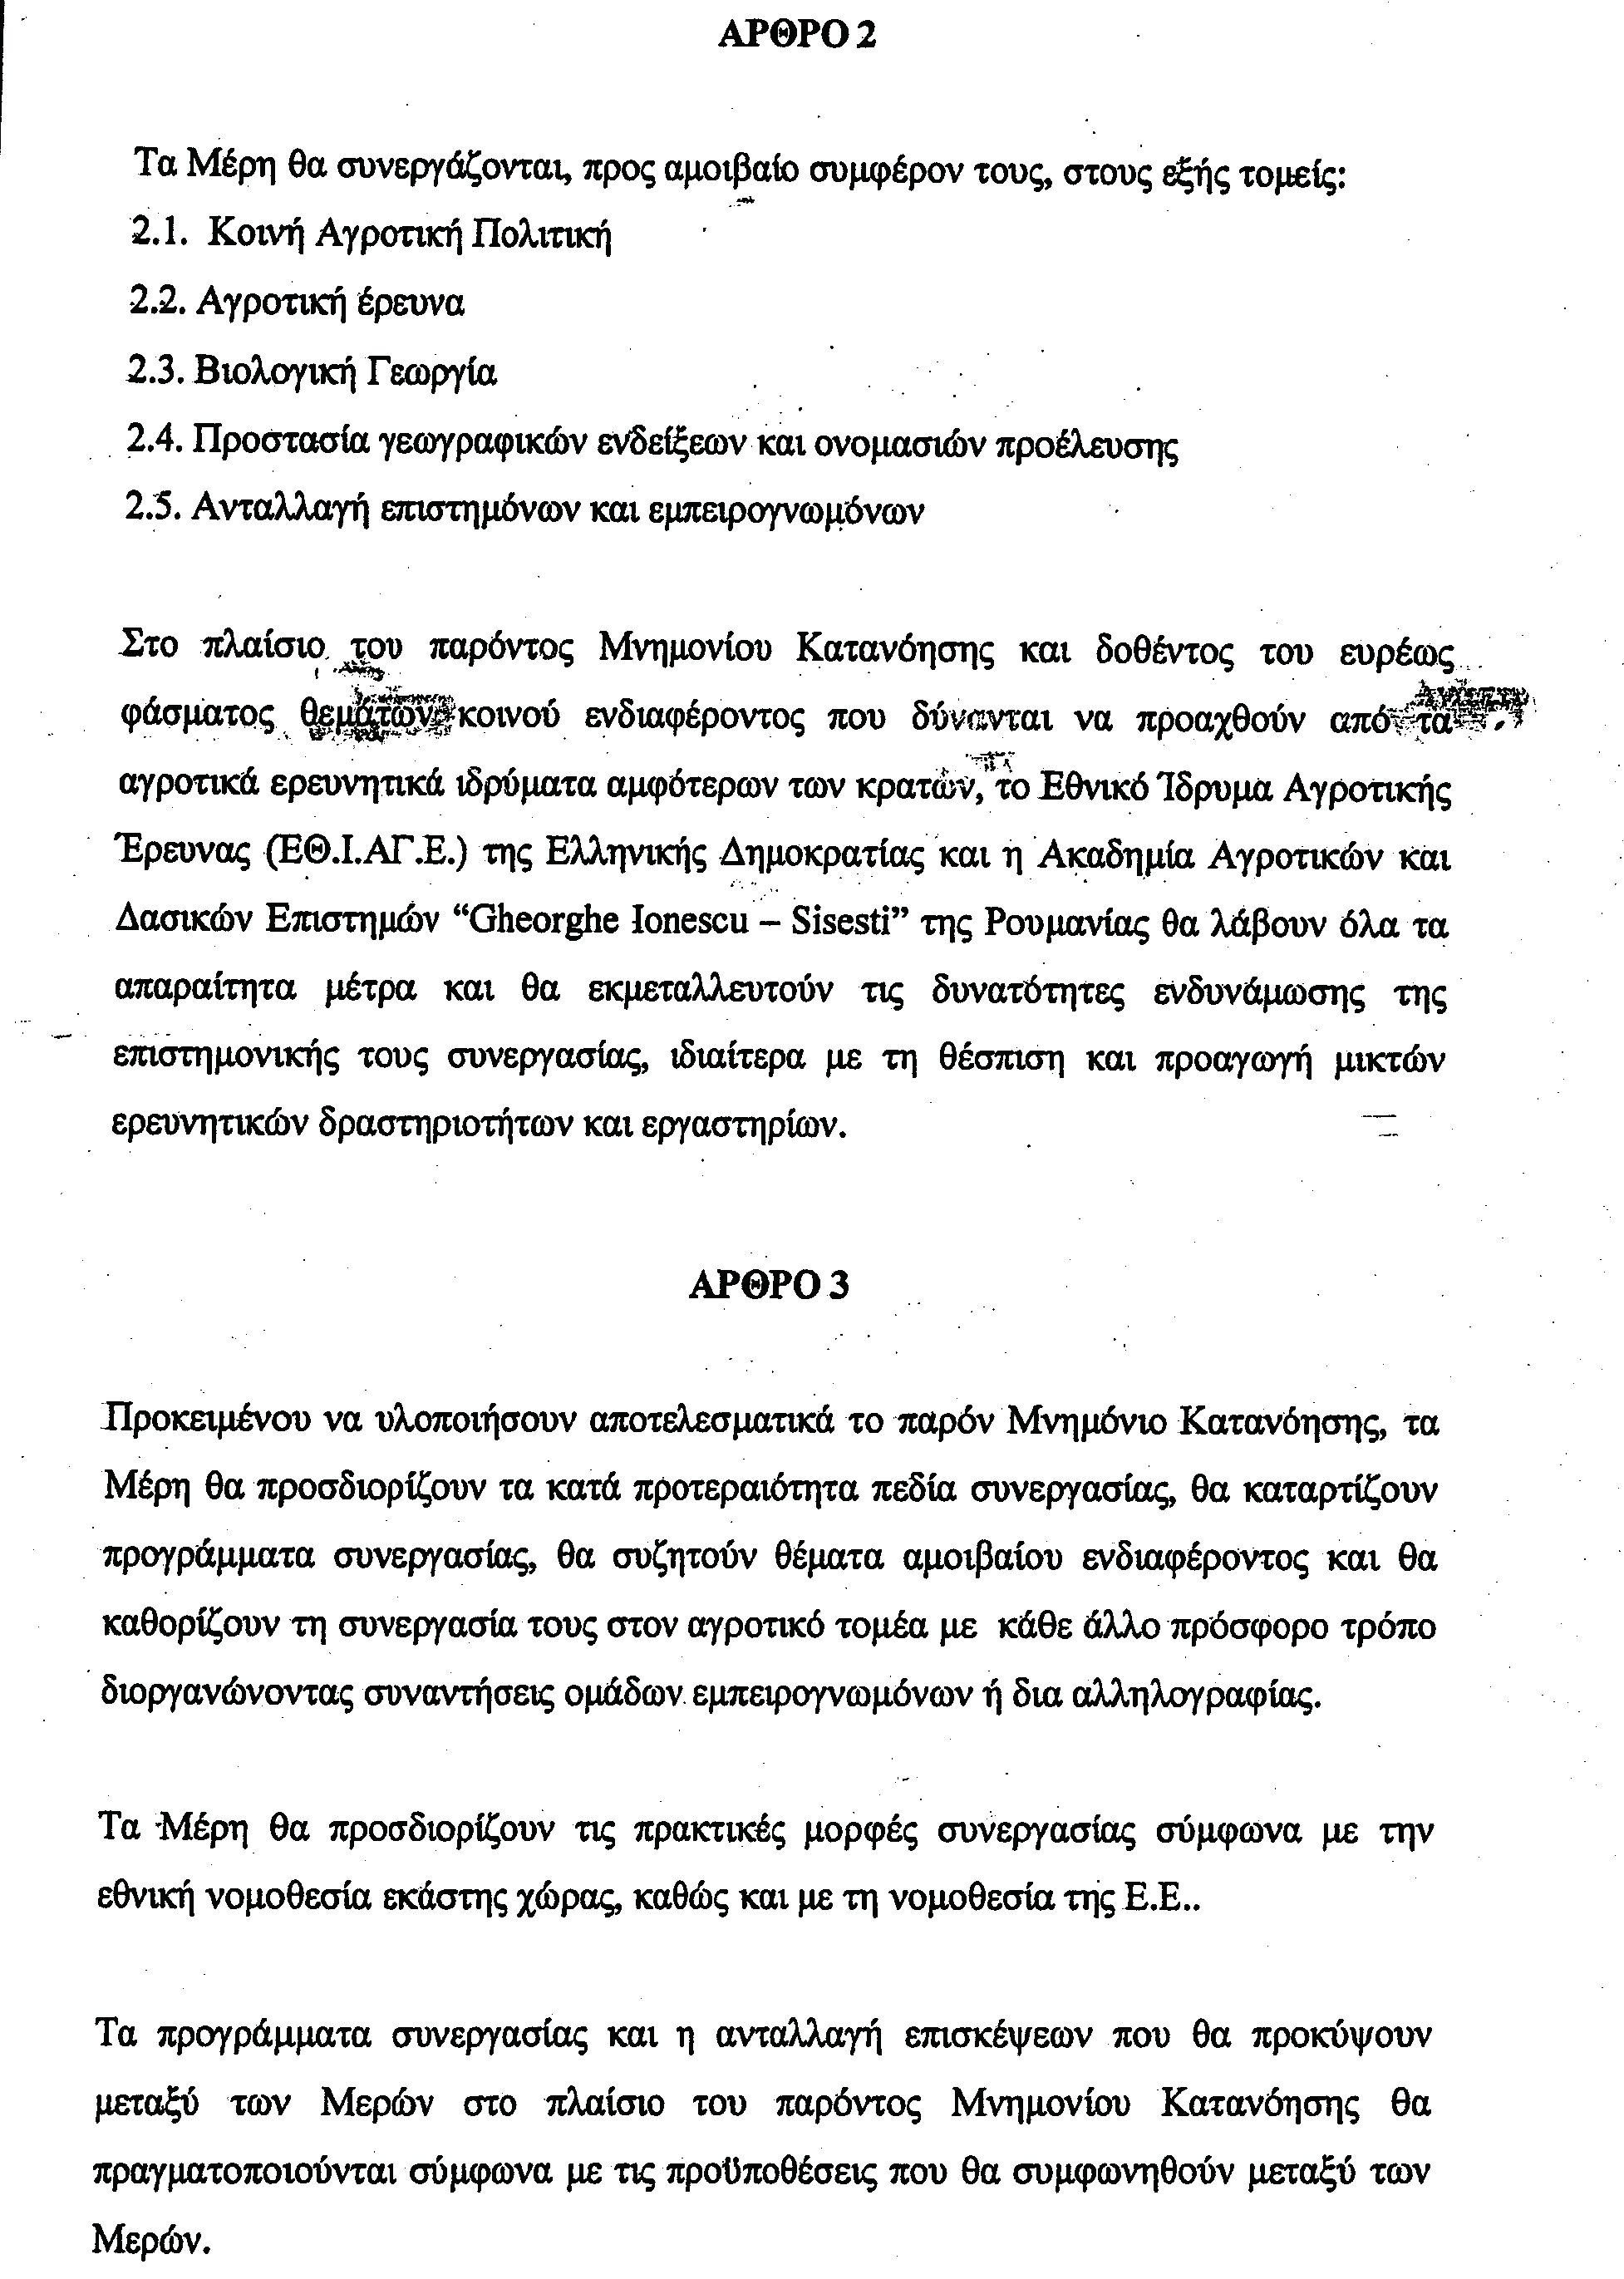 ΑΡΘΡΟ 2
Τα Μέρη θα συνεργάζονται, προς αμοιβαίο συμφέρον τους, στους εξής τομείς:
2.1. Κοινή Αγροτική Πολιτική
2.2. Αγροτική έρευνα
2.3. Βιολογική Γεωργία
2.4. Προστασία γεωγραφικών ενδείξεων και ονομασιών προέλευσης
2.5. Ανταλλαγή επιστημόνων και εμπειρογνωμόνων
Στο πλαίσιο του παρόντος Μνημονίου Κατανόησης και δοθέντος του ευρέως
φάσματος θεμάτων κοινού ενδιαφέροντος που δύνανται να προαχθούν από τα
αγροτικά ερευνητικά ιδρύματα αμφότερων των κρατών, το Εθνικό Ίδρυμα Αγροτικής
Έρευνας (ΕΘ.Ι.ΑΓ.Ε.) της Ελληνικής Δημοκρατίας και η Ακαδημία Αγροτικών και
Δασικών Επιστημών “Gheorghe Ionescu – Sisesti” της Ρουμανίας θα λάβουν όλα τα
απαραίτητα μέτρα και θα εκμεταλλευτούν τις δυνατότητες ενδυνάμωσης της
επιστημονικής τους συνεργασίας, ιδιαίτερα με τη θέσπιση και προαγωγή μικτών
ερευνητικών δραστηριοτήτων και εργαστηρίων.
ΑΡΘΡΟ 3
Προκειμένου να υλοποιήσουν αποτελεσματικά το παρόν Μνημόνιο Κατανόησης, τα
Μέρη θα προσδιορίζουν τα κατά προτεραιότητα πεδία συνεργασίας, θα καταρτίζουν
προγράμματα συνεργασίας, θα συζητούν θέματα αμοιβαίου ενδιαφέροντος και θα
καθορίζουν τη συνεργασία τους στον αγροτικό τομέα με κάθε άλλο πρόσφορο τρόπο
διοργανώνοντας συναντήσεις ομάδων εμπειρογνωμόνων ή δια αλληλογραφίας.
Τα Μέρη θα προσδιορίζουν τις πρακτικές μορφές συνεργασίας σύμφωνα με την
εθνική νομοθεσία εκάστης χώρας, καθώς και με τη νομοθεσία της Ε.Ε..
Τα προγράμματα συνεργασίας και η ανταλλαγή επισκέψεων που θα προκύψουν
μεταξύ των Μερών στο πλαίσιο του παρόντος Μνημονίου Κατανόησης θα
πραγματοποιούνται σύμφωνα με τις προϋποθέσεις που θα συμφωνηθούν μεταξύ των
Μερών.